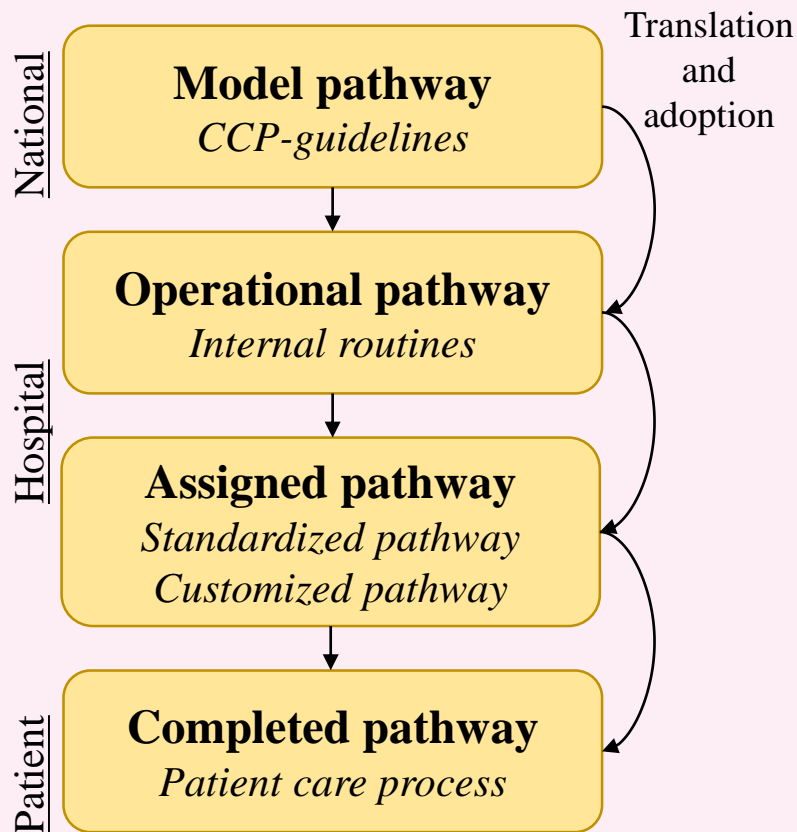 Translation
and
adoption
National
Model pathway
CCP-guidelines
Hospital
Operational pathway
Internal routines
Assigned pathway
Standardized pathway
Customized pathway
Patient
Completed pathway
Patient care process